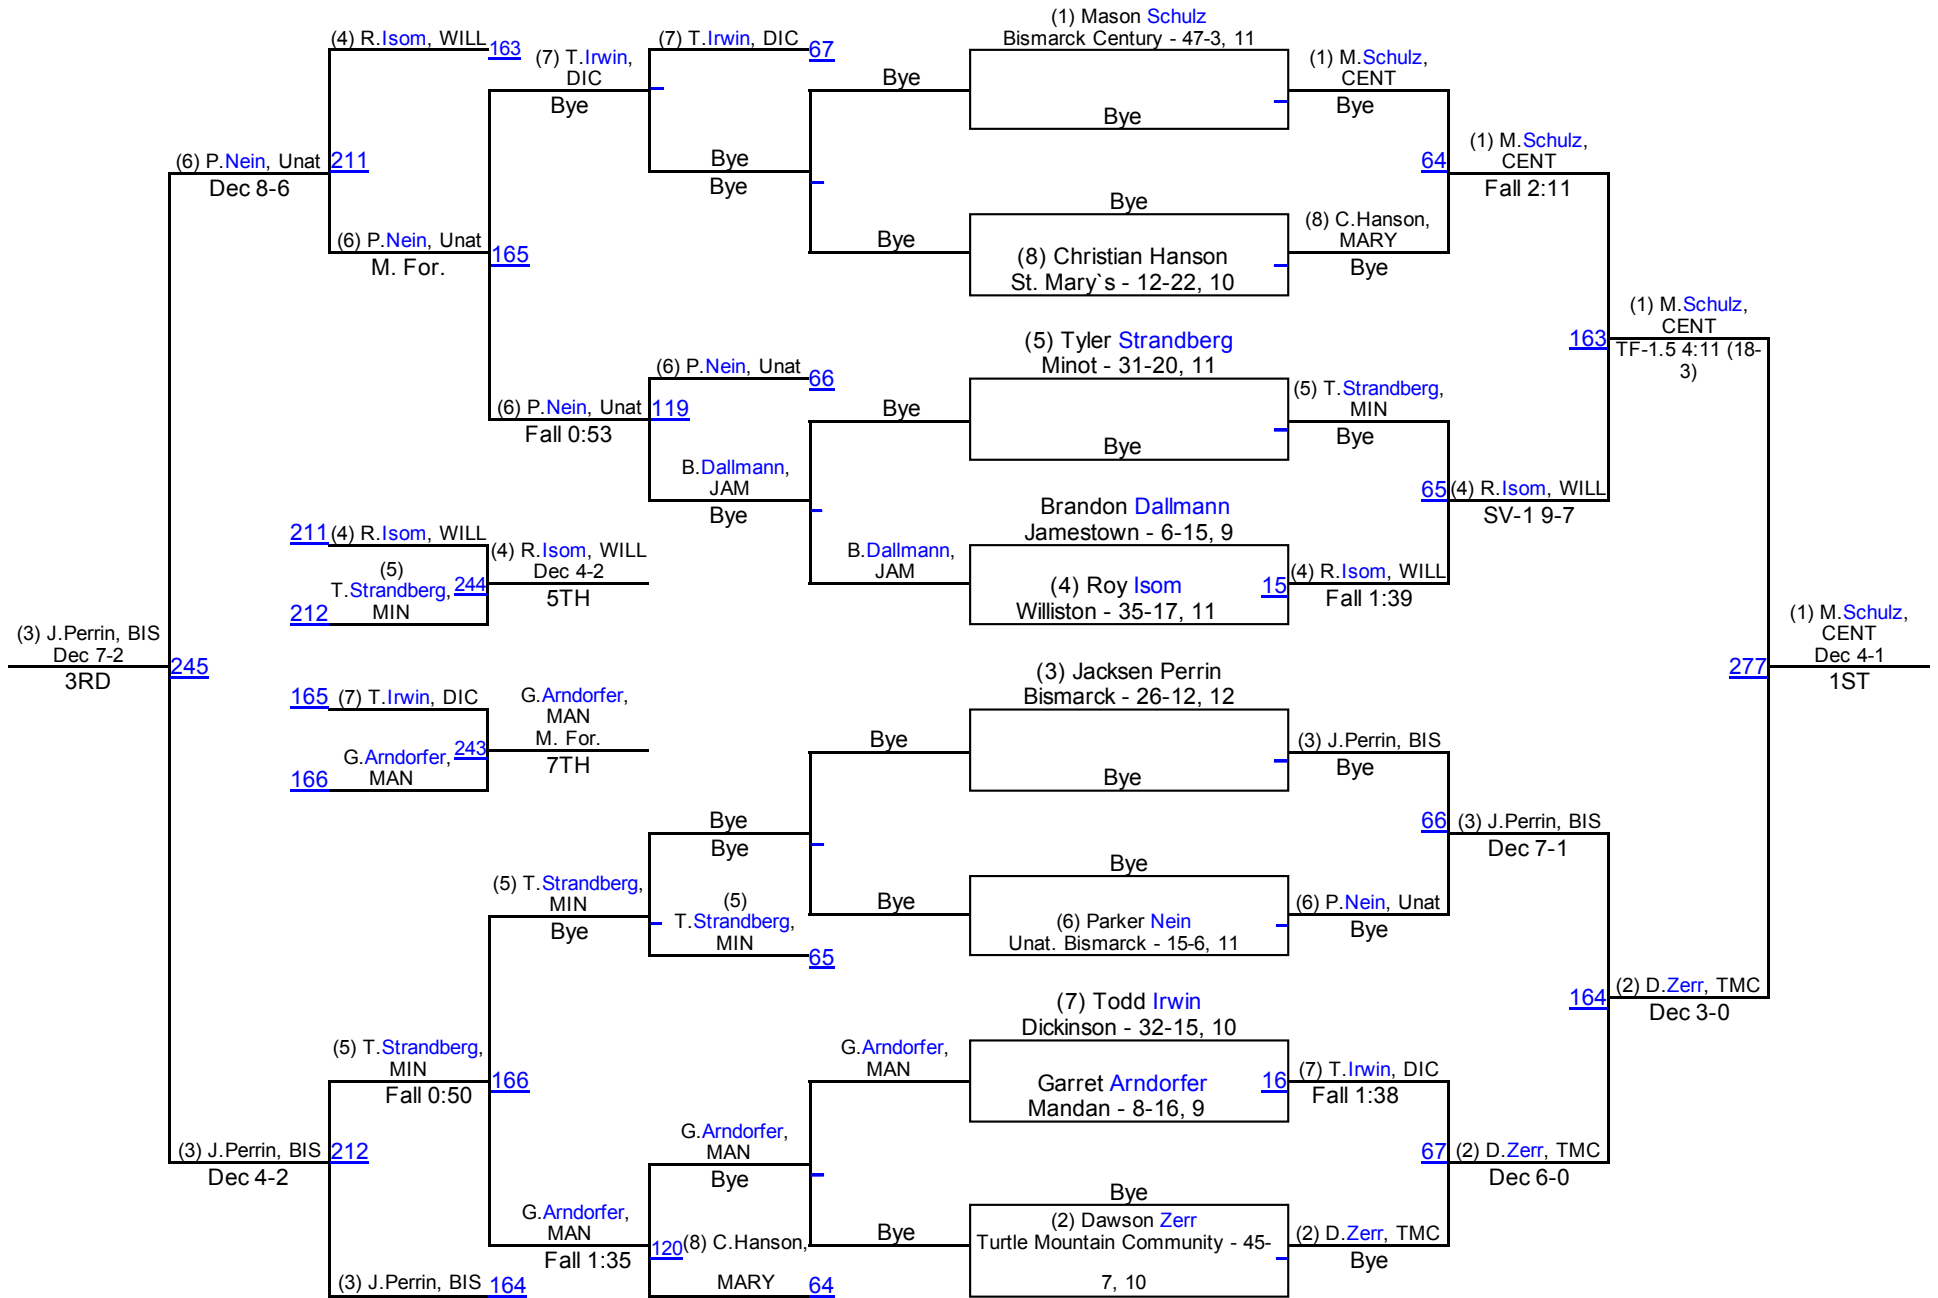 (1) Mason Schulz
Bismarck Century - 47-3, 11
(4) R.Isom, WILL
163
(7) T.Irwin,
DIC
Bye
(7) T.Irwin, DIC
67
Bye
Bye
(1) M.Schulz,
CENT
Bye
(6) P.Nein, Unat
211
Dec 8-6
Bye
Bye
64
(1) M.Schulz,
CENT
Fall 2:11
(6) P.Nein, Unat
M. For.
165
Bye
Bye
(8) Christian Hanson
St. Mary`s - 12-22, 10
(8) C.Hanson,
MARY
Bye
(5) Tyler Strandberg
Minot - 31-20, 11
163
(1) M.Schulz,
CENT
TF-1.5 4:11 (18-
3)
(6) P.Nein, Unat
66
(6) P.Nein, Unat
119
Fall 0:53
Bye
Bye
(5) T.Strandberg,
MIN
Bye
B.Dallmann,
JAM
Bye
Brandon Dallmann
Jamestown - 6-15, 9
65
(4) R.Isom, WILL
SV-1 9-7
211
(4) R.Isom, WILL
(5)
T.Strandberg,
MIN
212
244
(4) R.Isom, WILL
Dec 4-2
5TH
B.Dallmann,
JAM
(4) Roy Isom
Williston - 35-17, 11
15
(4) R.Isom, WILL
Fall 1:39
(3) J.Perrin, BIS
Dec 7-2
3RD
245
(3) Jacksen Perrin
Bismarck - 26-12, 12
277
(1) M.Schulz,
CENT
Dec 4-1
1ST
165
(7) T.Irwin, DIC
G.Arndorfer,
MAN
166
243
G.Arndorfer,
MAN
M. For.
7TH
Bye
Bye
(3) J.Perrin, BIS
Bye
Bye
Bye
66
(3) J.Perrin, BIS
Dec 7-1
(5) T.Strandberg,
MIN
Bye
(5)
T.Strandberg,
MIN
65
Bye
Bye
(6) Parker Nein
Unat. Bismarck - 15-6, 11
(6) P.Nein, Unat
Bye
(7) Todd Irwin
Dickinson - 32-15, 10
164
(2) D.Zerr, TMC
Dec 3-0
(5) T.Strandberg,
MIN
Fall 0:50
166
G.Arndorfer,
MAN
Garret Arndorfer
Mandan - 8-16, 9
16
(7) T.Irwin, DIC
Fall 1:38
(3) J.Perrin, BIS
212
Dec 4-2
G.Arndorfer,
MAN
Bye
67
(2) D.Zerr, TMC
Dec 6-0
G.Arndorfer,
MAN
Fall 1:35
120
(8) C.Hanson,
MARY
64
Bye
Bye
(2) Dawson Zerr
Turtle Mountain Community - 45-
7, 10
(2) D.Zerr, TMC
Bye
(3) J.Perrin, BIS
164